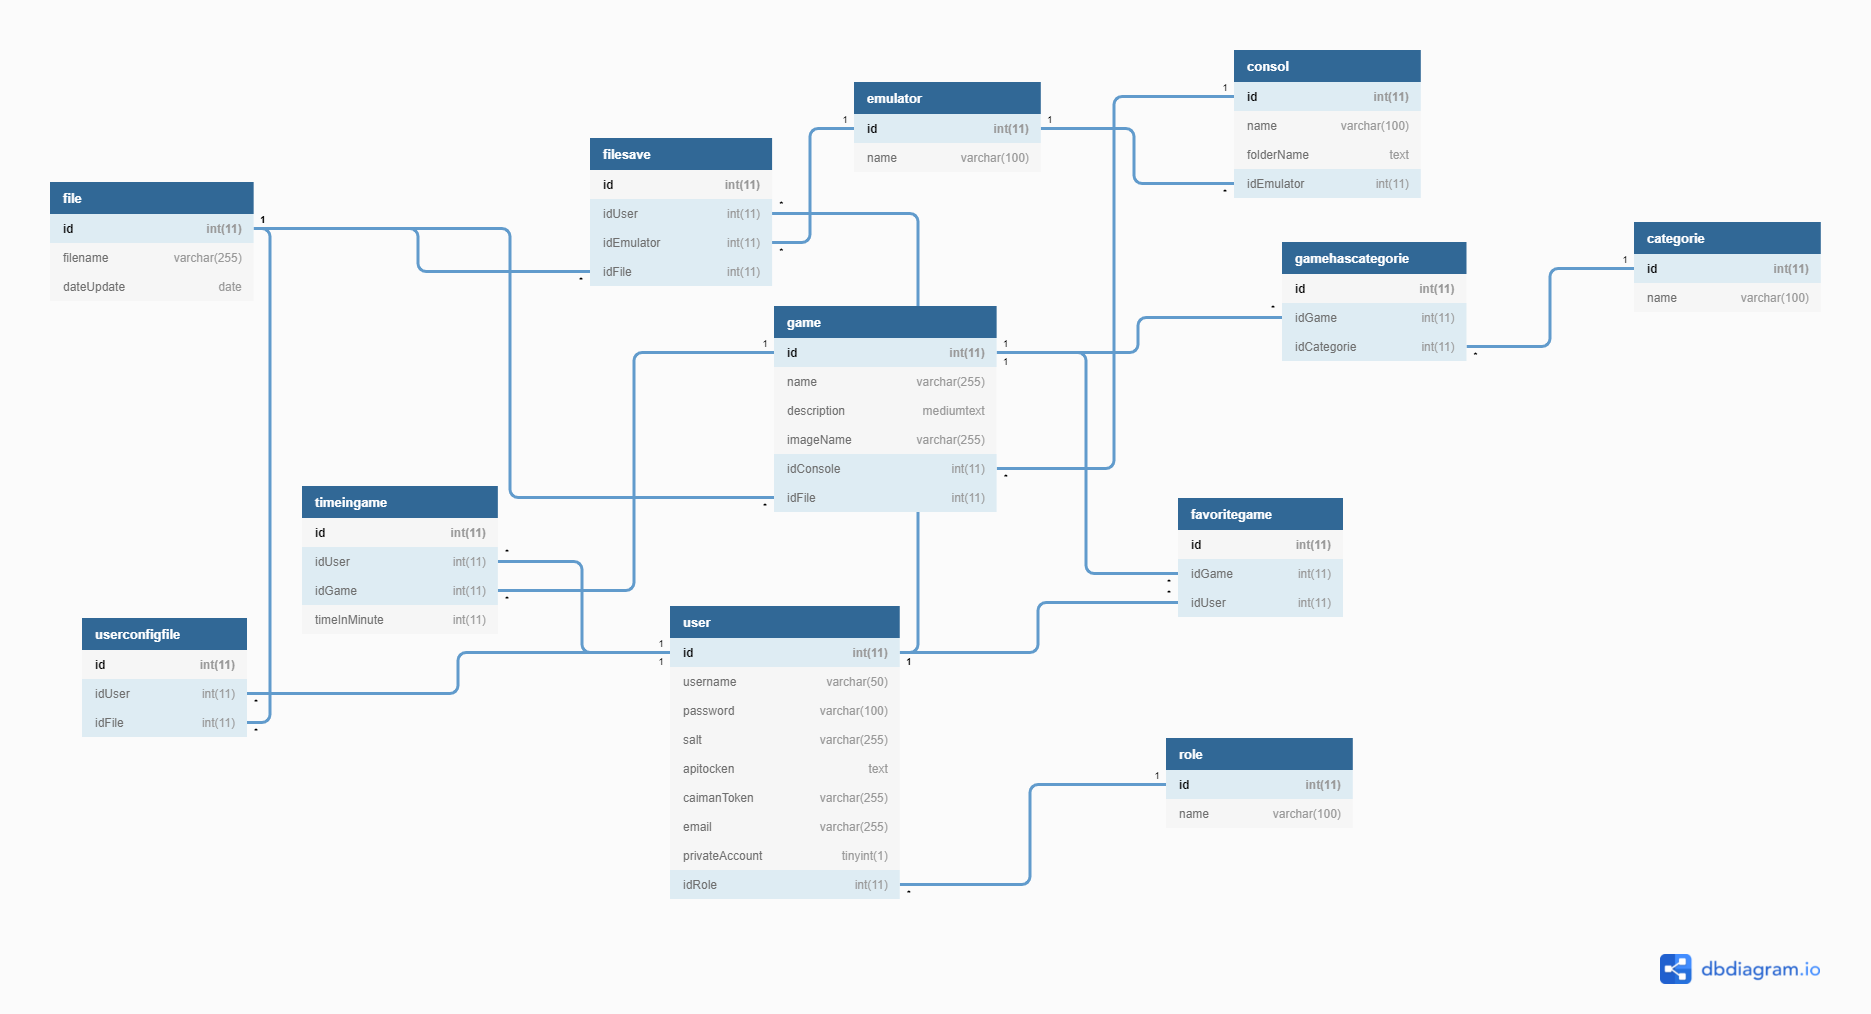 consol
id int(11)
name varchar(100)
folderName text
idEmulator int(11)
emulator
id int(11)
name varchar(100)
filesave
id int(11)
idUser int(11)
idEmulator int(11)
idFile int(11)
file
id int(11)
filename varchar(255)
dateUpdate date
categorie
id int(11)
name varchar(100)
gamehascategorie
id int(11)
idGame int(11)
idCategorie int(11)
game
id int(11)
name varchar(255)
description mediumtext
imageName varchar(255)
idConsole int(11)
idFile int(11)
timeingame
id int(11)
idUser int(11)
idGame int(11)
timeInMinute int(11)
favoritegame
id int(11)
idGame int(11)
idUser int(11)
userconfigfile
id int(11)
idUser int(11)
idFile int(11)
user
id int(11)
username varchar(50)
password varchar(100)
salt varchar(255)
apitocken text
caimanToken varchar(255)
email varchar(255)
privateAccount tinyint(1)
idRole int(11)
role
id int(11)
name varchar(100)
1
1
1
*
*
1
*
*
*
1
1
1
1
*
*
1
*
*
*
*
*
*
1
1
1
*
*
1
*
dbdiagram.io